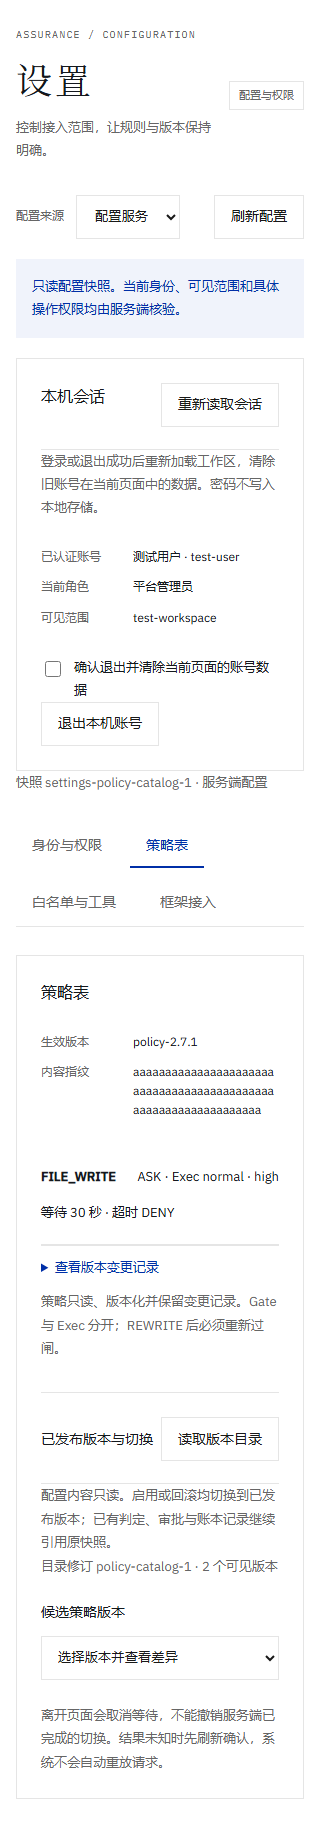 ASSURANCE / CONFIGURATION
设置
配置与权限
控制接入范围，让规则与版本保持
明确。
配置来源 配置服务 刷新配置
只读配置快照。当前身份、可见范围和具体
操作权限均由服务端核验。
本机会话 重新读取会话
登录或退出成功后重新加载工作区，清除
旧账号在当前页面中的数据。密码不写入
本地存储。
已认证账号 测试用户 · test-user
当前角色 平台管理员
可见范围 test-workspace
确认退出并清除当前页面的账号数
据
退出本机账号
快照 settings-policy-catalog-1 · 服务端配置
身份与权限 策略表
白名单与工具 框架接入
策略表
生效版本 policy-2.7.1
内容指纹 aaaaaaaaaaaaaaaaaaaaaa
aaaaaaaaaaaaaaaaaaaaaa
aaaaaaaaaaaaaaaaaaaa
FILE_WRITE ASK · Exec normal · high
等待 30 秒 · 超时 DENY
查看版本变更记录
策略只读、版本化并保留变更记录。Gate
与 Exec 分开；REWRITE 后必须重新过
闸。
已发布版本与切换 读取版本目录
配置内容只读。启用或回滚均切换到已发
布版本；已有判定、审批与账本记录继续
引用原快照。
目录修订 policy-catalog-1 · 2 个可见版本
候选策略版本
选择版本并查看差异
离开页面会取消等待，不能撤销服务端已
完成的切换。结果未知时先刷新确认，系
统不会自动重放请求。